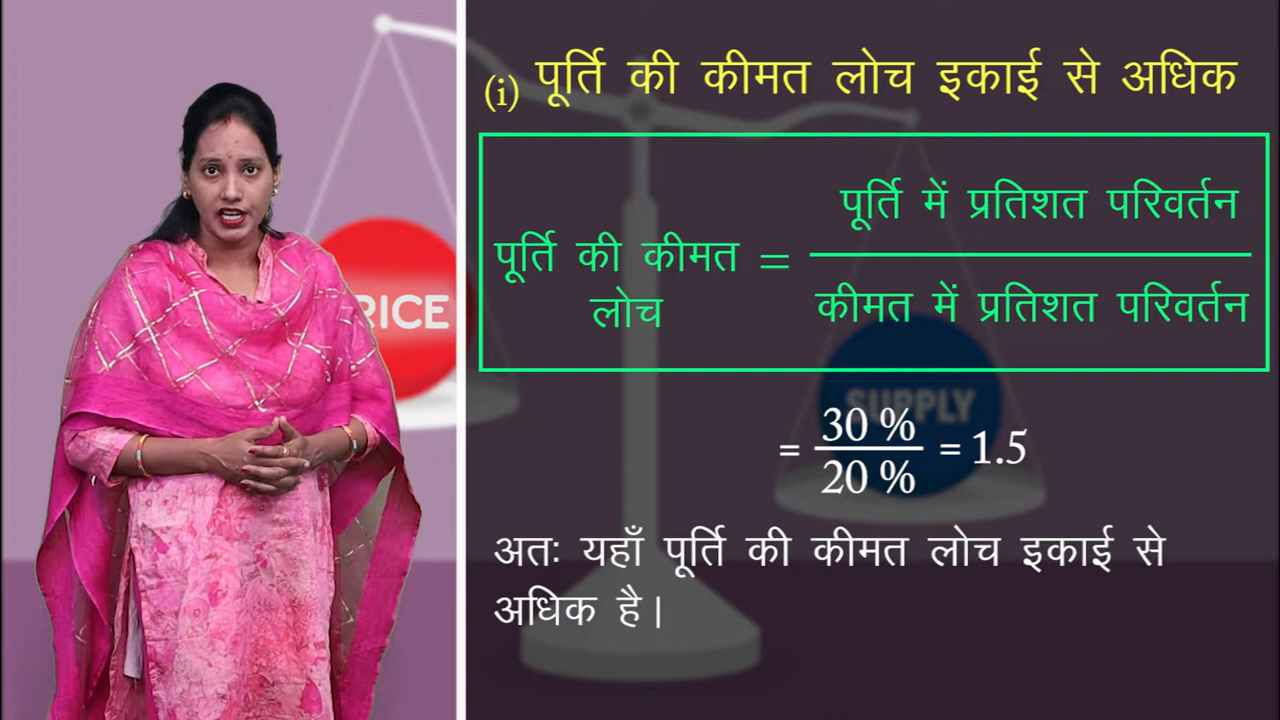 (i) पूर्ति की कीमत लोच इकाई से अधिक
पूर्ति की कीमत लोच = पूर्ति में प्रतिशत परिवर्तन / कीमत में प्रतिशत परिवर्तन
= 30 % / 20 % = 1.5
अतः यहाँ पूर्ति की कीमत लोच इकाई से
अधिक है।
RICE
SUPPLY